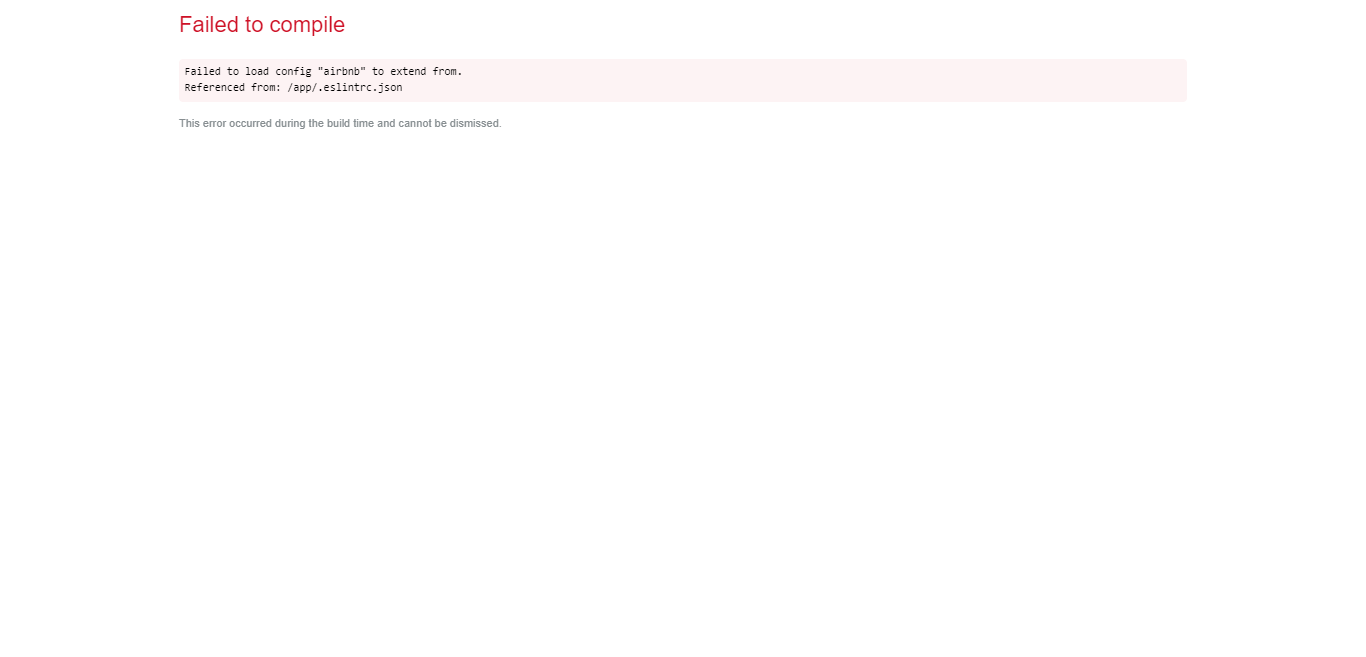 Failed to compile
Failed to load config "airbnb" to extend from.
Referenced from: /app/.eslintrc.json
This error occurred during the build time and cannot be dismissed.